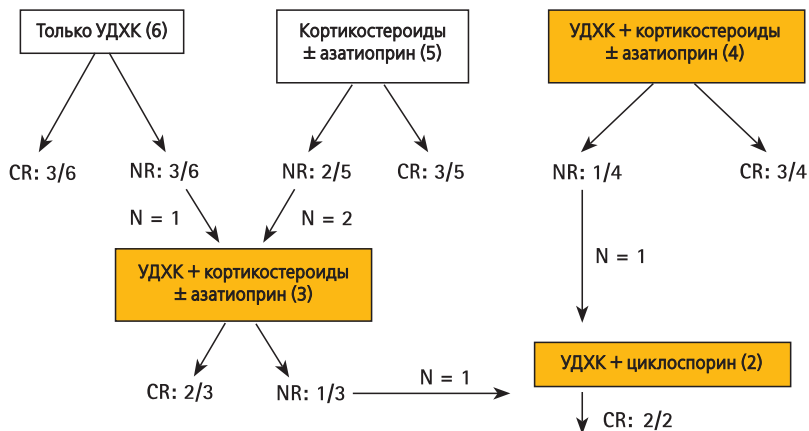 Только УДХК (6)
Кортикостероиды
± азатиоприн (5)
УДХК + кортикостероиды
± азатиоприн (4)
CR: 3/6
NR: 3/6
NR: 2/5
CR: 3/5
NR: 1/4
CR: 3/4
N = 1
N = 2
N = 1
УДХК + кортикостероиды
± азатиоприн (3)
УДХК + циклоспорин (2)
CR: 2/3
NR: 1/3
N = 1
CR: 2/2